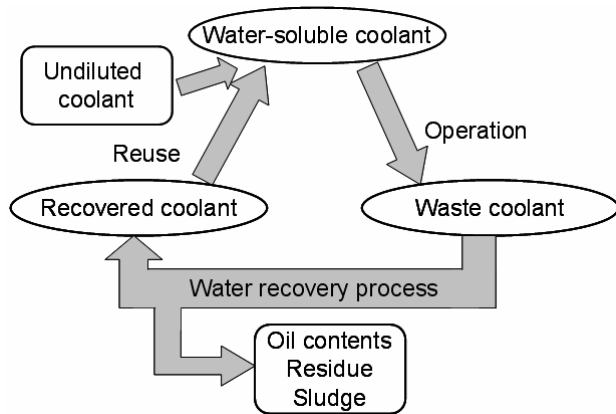 Water-soluble coolant
Undiluted
coolant
Operation
Reuse
Recovered coolant
Waste coolant
Water recovery process
Oil contents
Residue
Sludge